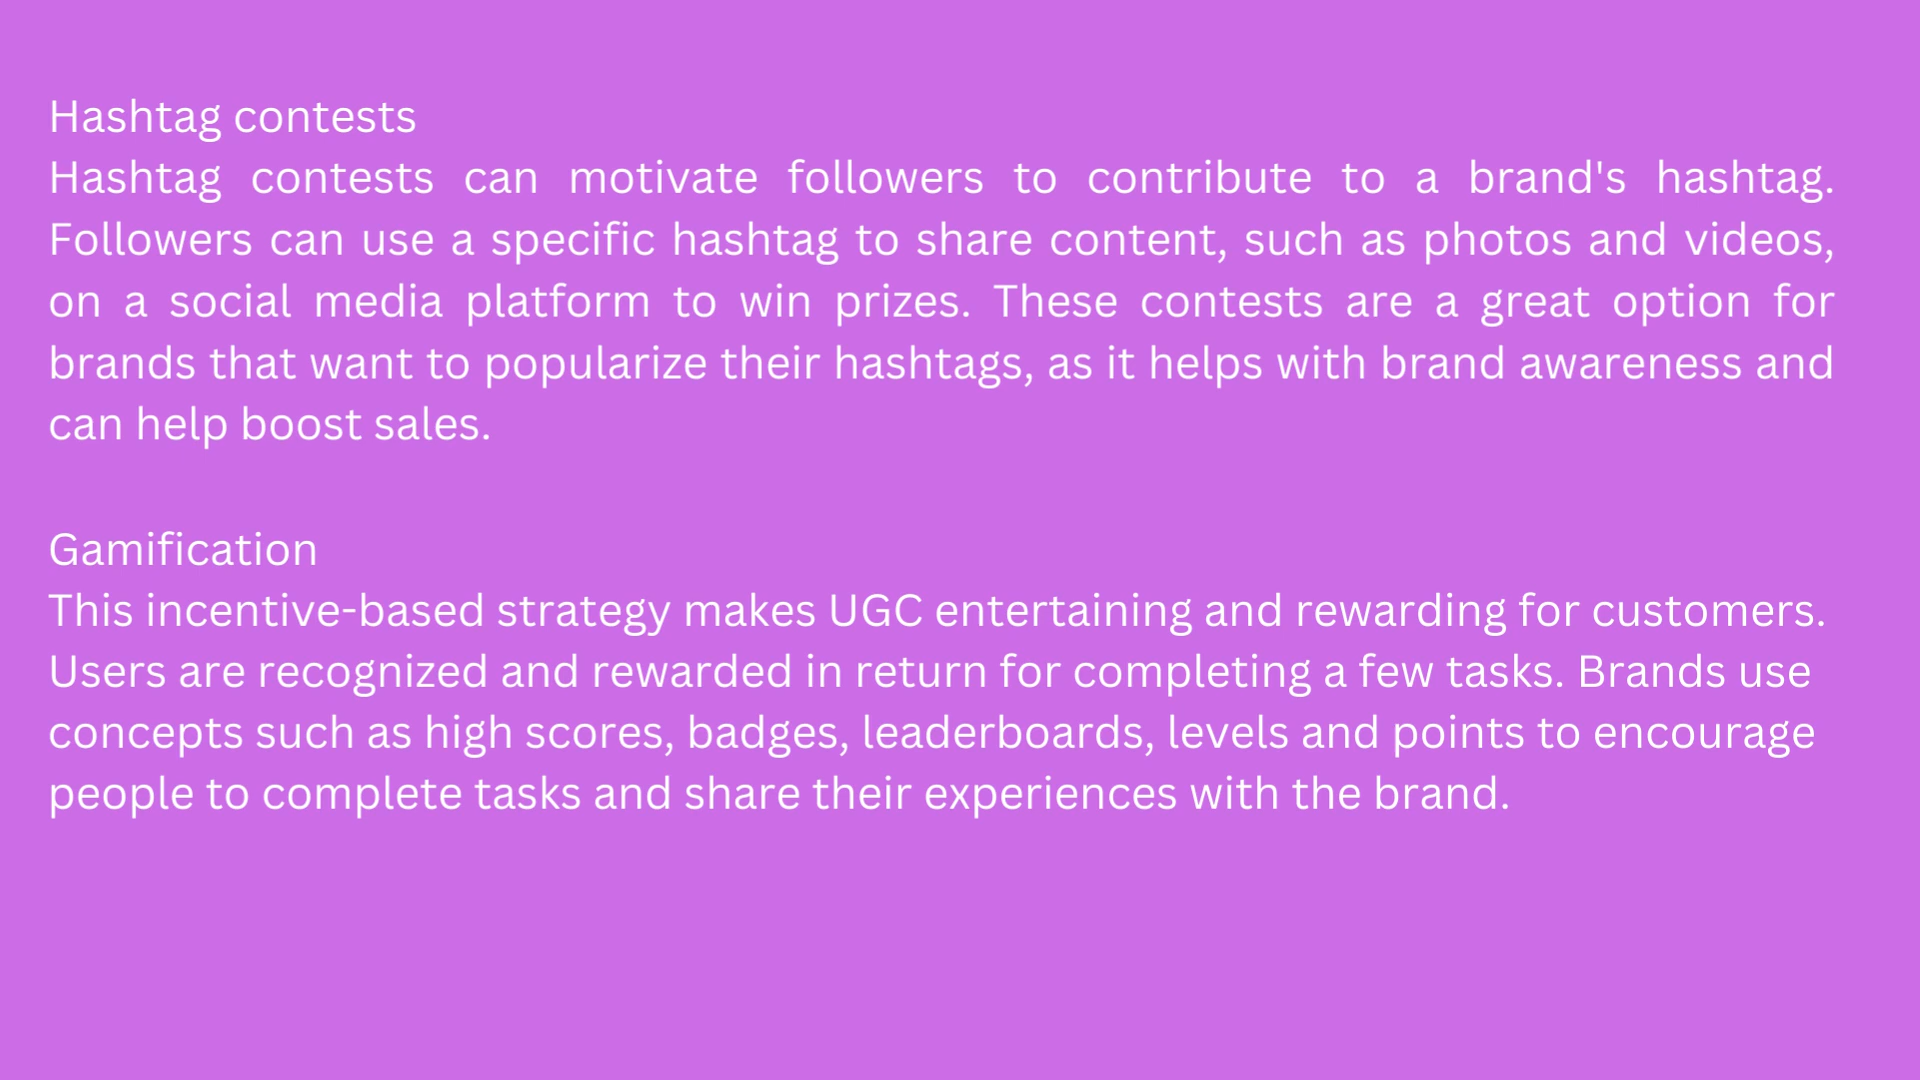 Hashtag contests
Hashtag contests can motivate followers to contribute to a brand's hashtag.
Followers can use a specific hashtag to share content, such as photos and videos,
on a social media platform to win prizes. These contests are a great option for
brands that want to popularize their hashtags, as it helps with brand awareness and
can help boost sales.
Gamification
This incentive-based strategy makes UGC entertaining and rewarding for customers.
Users are recognized and rewarded in return for completing a few tasks. Brands use
concepts such as high scores, badges, leaderboards, levels and points to encourage
people to complete tasks and share their experiences with the brand.